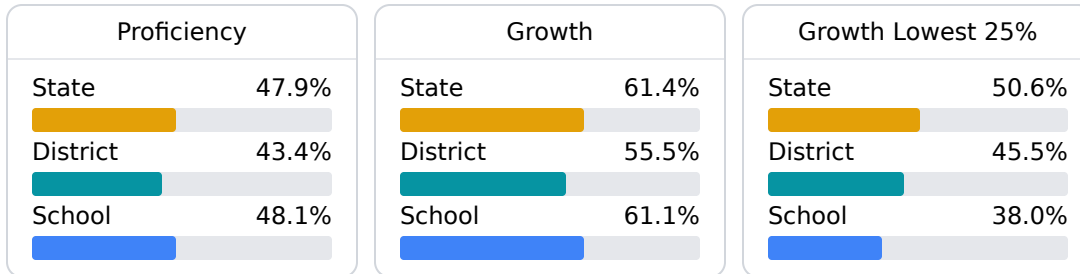 Proficiency
State 47.9%
District 43.4%
School 48.1%
Growth
State 61.4%
District 55.5%
School 61.1%
Growth Lowest 25%
State 50.6%
District 45.5%
School 38.0%